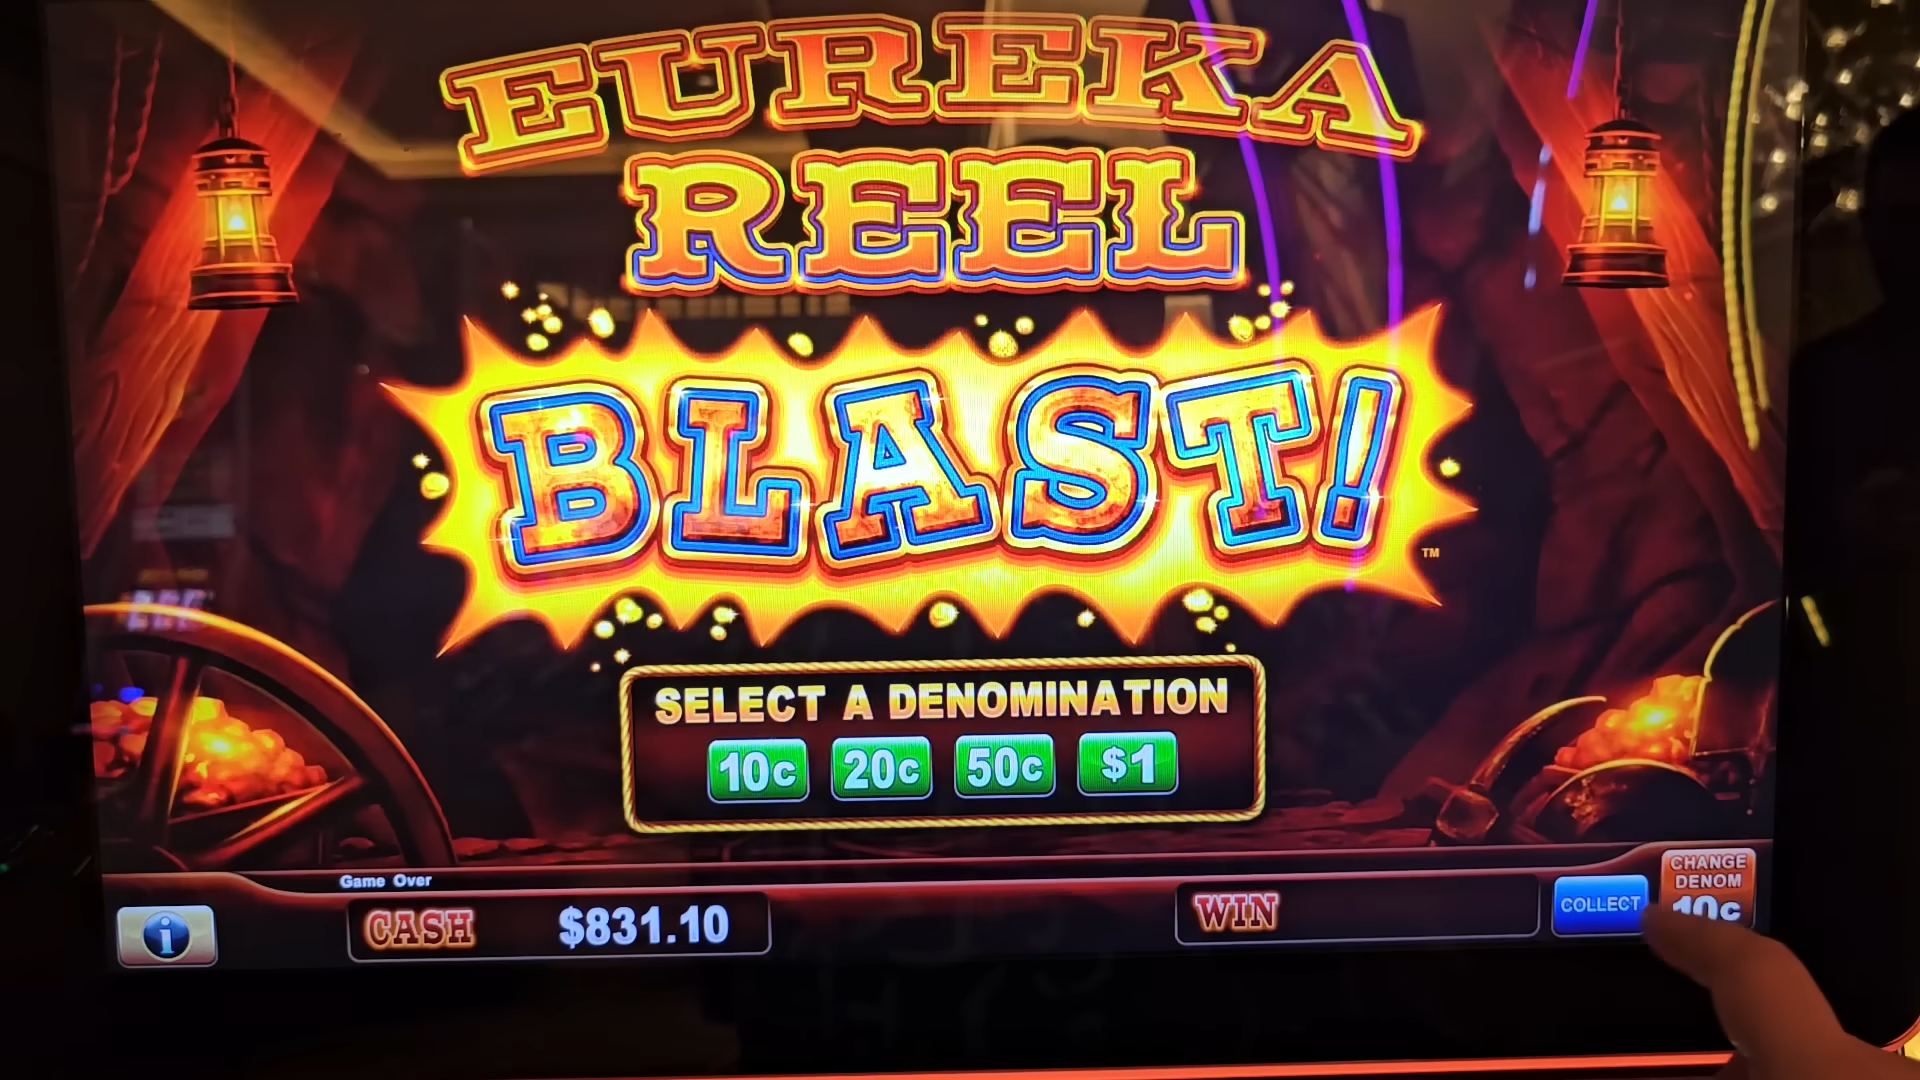 EUREKA
REEL
BLAST!
TM
SELECT A DENOMINATION
10c 20c 50c $1
Game Over
CASH $831.10
WIN
COLLECT
CHANGE
DENOM
10c
i